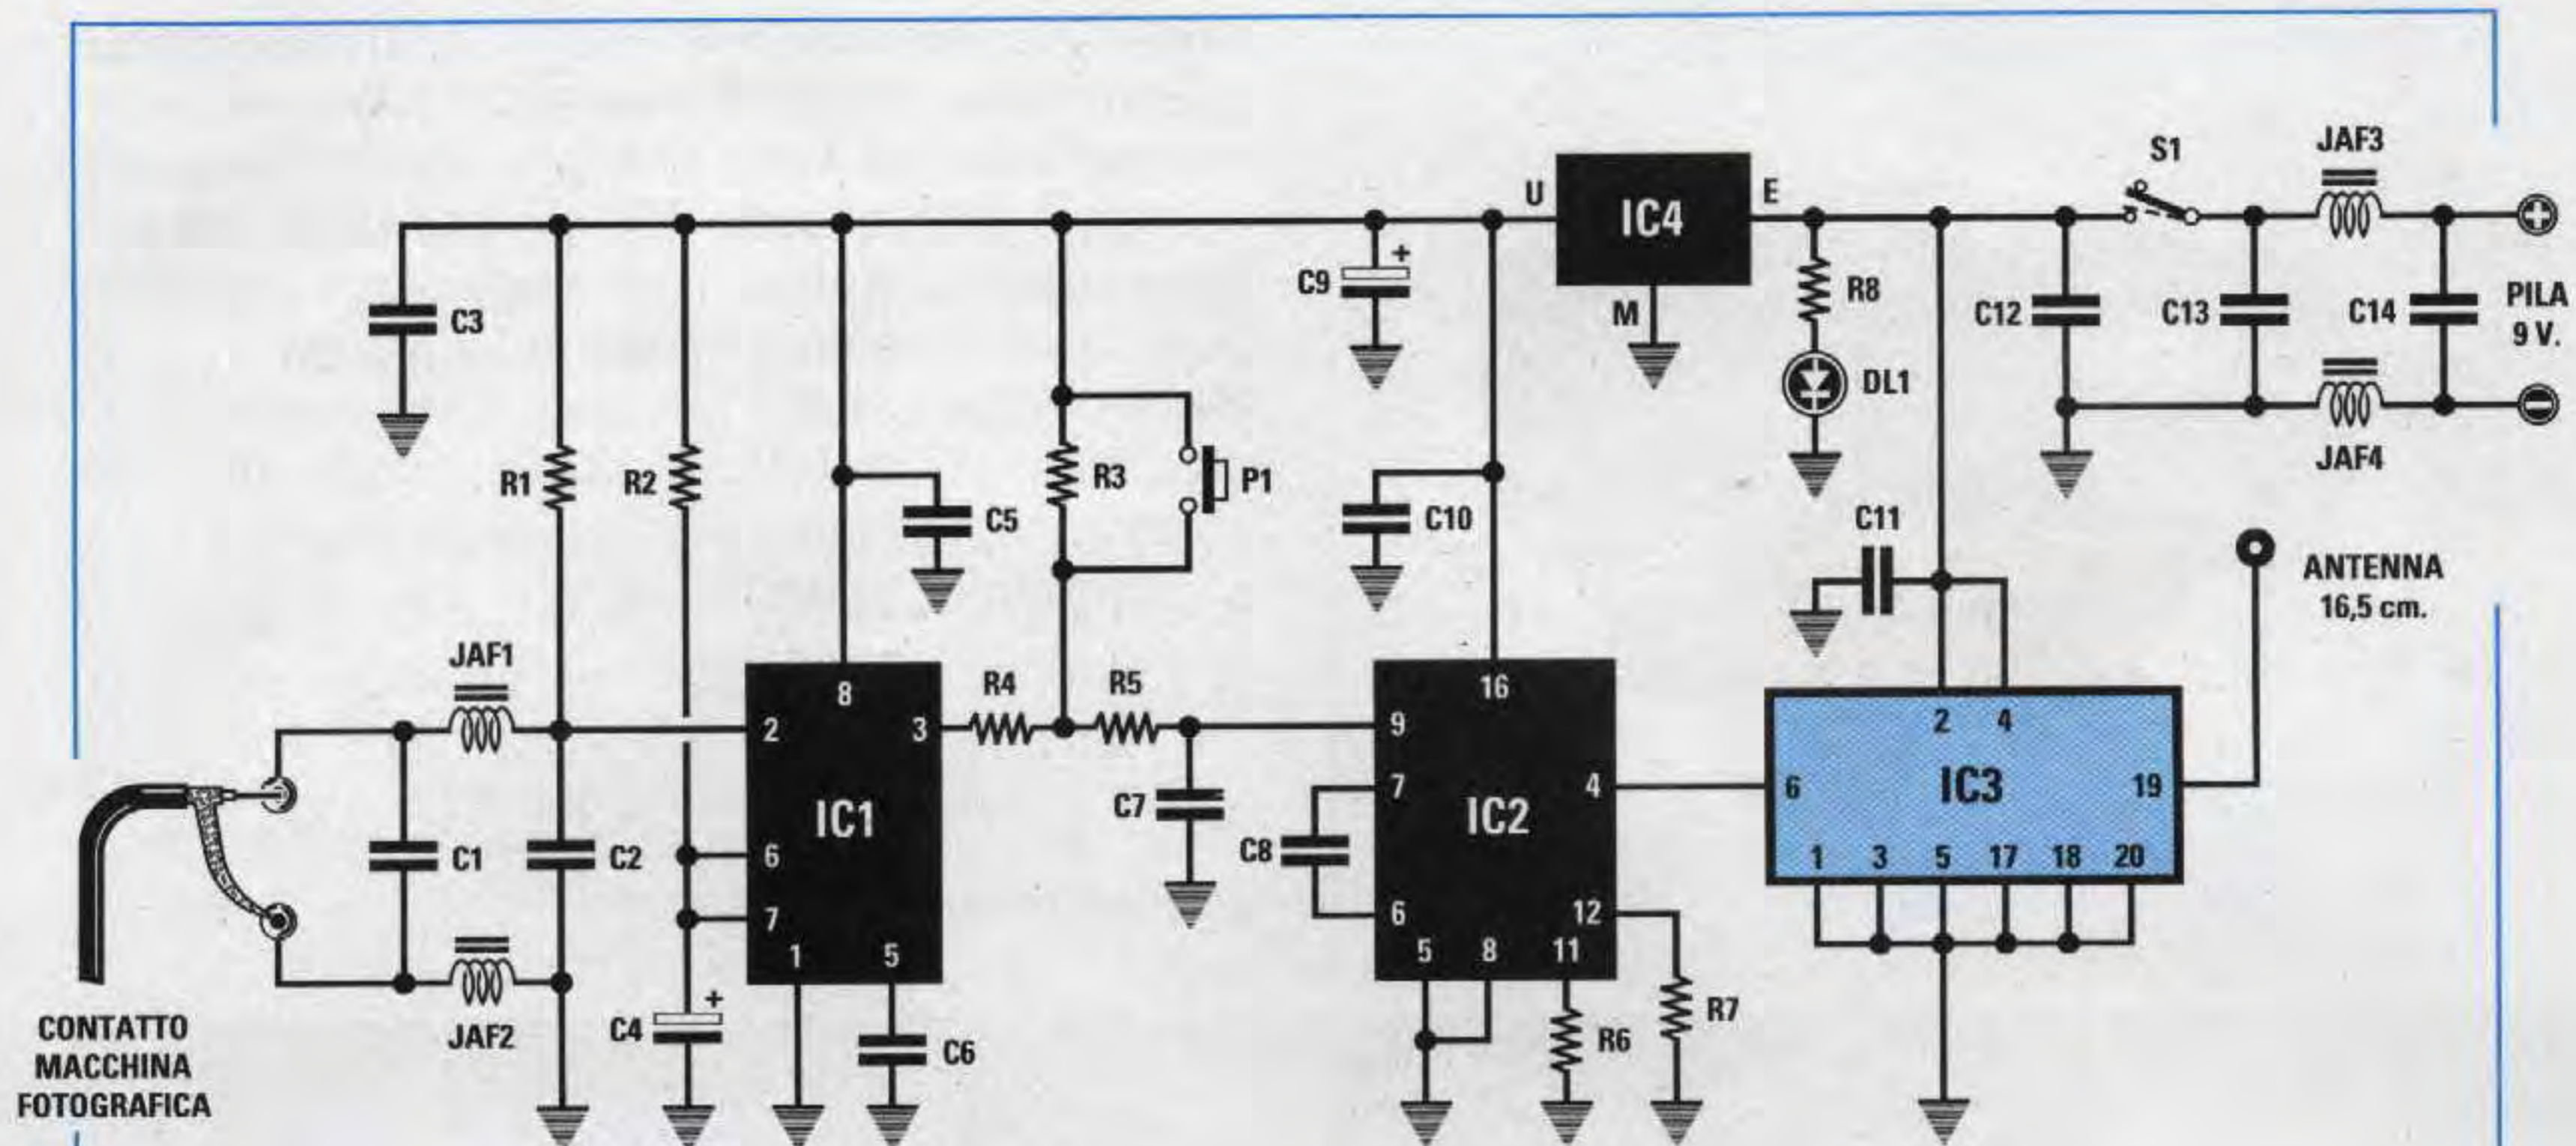 JAF3
S1
U
IC4
E
+
C9
M
R8
C3
C12
C13
C14
PILA
9 V.
DL1
JAF4
R1
R2
R3
P1
C5
C10
C11
ANTENNA
16,5 cm.
JAF1
8
R4
R5
16
2
3
9
2
4
IC1
7
4
6
IC3
19
C7
IC2
C1
C2
6
C8
1
3
5
17
18
20
7
6
12
1
5
5
8
11
JAF2
C4
+
C6
R6
R7
CONTATTO
MACCHINA
FOTOGRAFICA